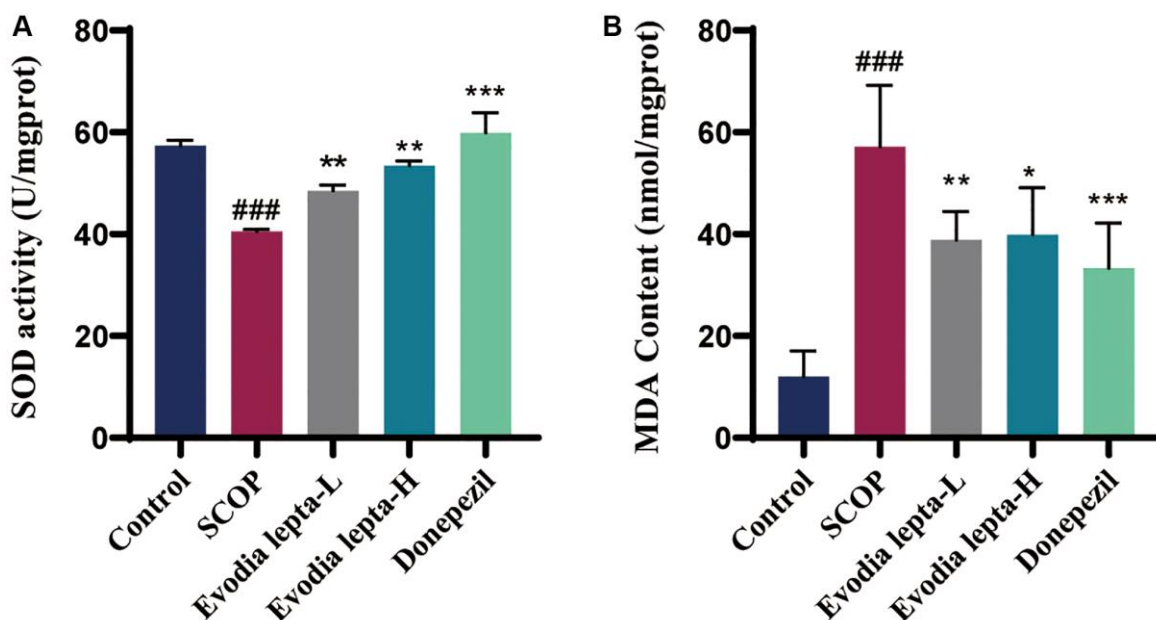 A
SOD activity (U/mgprot)
80
60
40
20
0
###
**
**
***
Control
SCOP
Evodia lepta-L
Evodia lepta-H
Donepezil
B
MDA Content (nmol/mgprot)
80
60
40
20
0
###
**
*
***
Control
SCOP
Evodia lepta-L
Evodia lepta-H
Donepezil